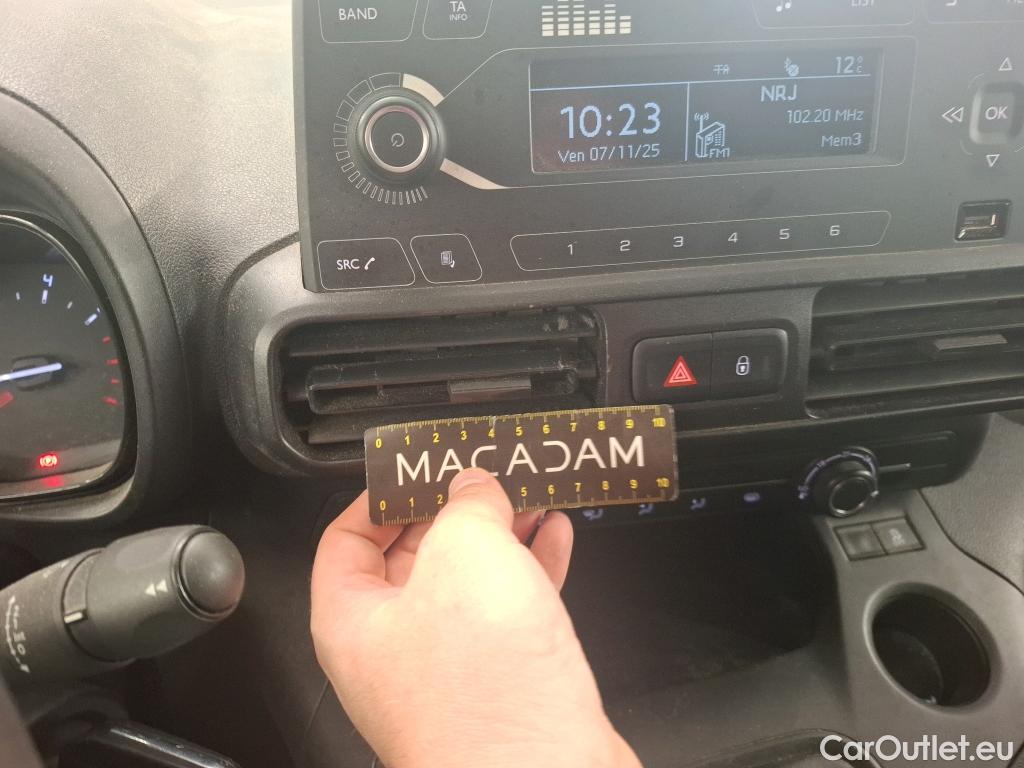 BAND
TA
INFO
LIST
TA
12°C
NRJ
10:23
102.20 MHz
Mem3
Ven 07/11/25
FM1
OK
SRC
1 2 3 4 5 6
4
0 1 2 3 4 5 6 7 8 9 10
MACADAM
0 1 2 5 6 7 8 9 10
CarOutlet.eu